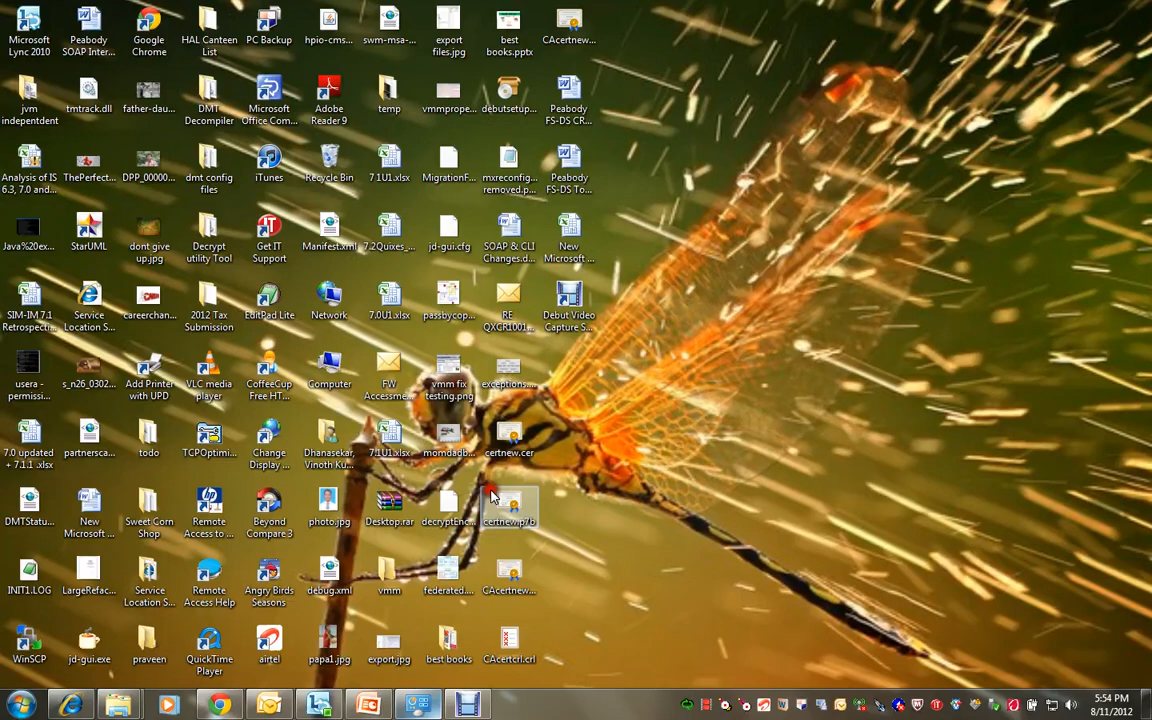 Microsoft Lync 2010
Peabody SOAP Inter...
Google Chrome
HAL Canteen List
PC Backup
hpio-cms...
swm-msa-...
export files.jpg
best books.pptx
CAcertnew...
jvm indepentdent
tmtrack.dll
father-dau...
DMT Decompiler
Microsoft Office Com...
Adobe Reader 9
temp
vmmprope...
debutsetup...
Peabody FS-DS CR...
Analysis of IS 6.3, 7.0 and...
ThePerfect...
DPP_00000...
dmt config files
iTunes
Recycle Bin
7 1U1.xlsx
MigrationF...
mxreconfig removed.p...
Peabody FS-DS To...
Java%20ex...
StarUML
dont give up.jpg
Decrypt utility Tool
Get IT Support
Manifest.xml
7.2Quixes_...
jd-gui.cfg
SOAP & CLI Changes.d...
New Microsoft ...
SIM-IM 7.1 Retrospecti...
Service Location S...
careerchan...
2012 Tax Submission
EditPad Lite
Network
7.0U1.xlsx
passbycop...
RE QXCR1001...
Debut Video Capture S...
usera - permissi...
s_n26_0302...
Add Printer with UPD
VLC media player
CoffeeCup Free HT...
Computer
FW Accessme...
vmm fix testing.png
exceptions....
7.0 updated + 7.1.1 .xlsx
partnersca...
todo
TCPOptimi...
Change Display ...
Dhanasekar, Vinoth Ku...
7.1U1.xlsx
momdadb...
certnew.cer
DMTStatu...
New Microsoft ...
Sweet Corn Shop
Remote Access to ...
Beyond Compare 3
photo.jpg
Desktop.rar
decryptEnc...
certnew.p7b
INIT1.LOG
LargeRefac...
Service Location S...
Remote Access Help
Angry Birds Seasons
debug.xml
vmm
federated...
CAcertnew...
WinSCP
jd-gui.exe
praveen
QuickTime Player
airtel
papa1.jpg
export.jpg
best books
CAcertcrl.crl
5:54 PM
8/11/2012